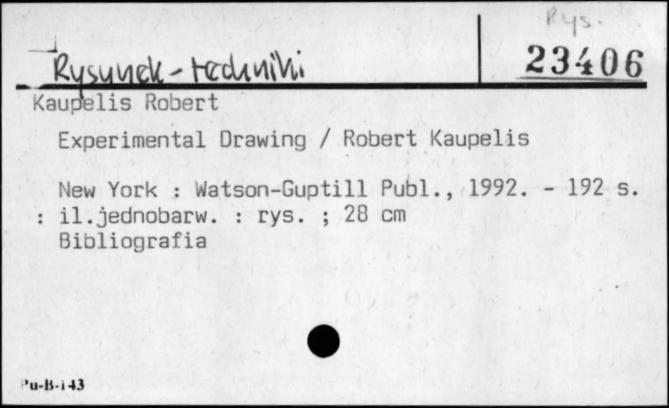 Rys.
Rysunek - techniki
23406
Kaupelis Robert
Experimental Drawing / Robert Kaupelis
New York : Watson-Guptill Publ., 1992. - 192 s.
: il.jednobarw. : rys. ; 28 cm
Bibliografia
Pu-B-143